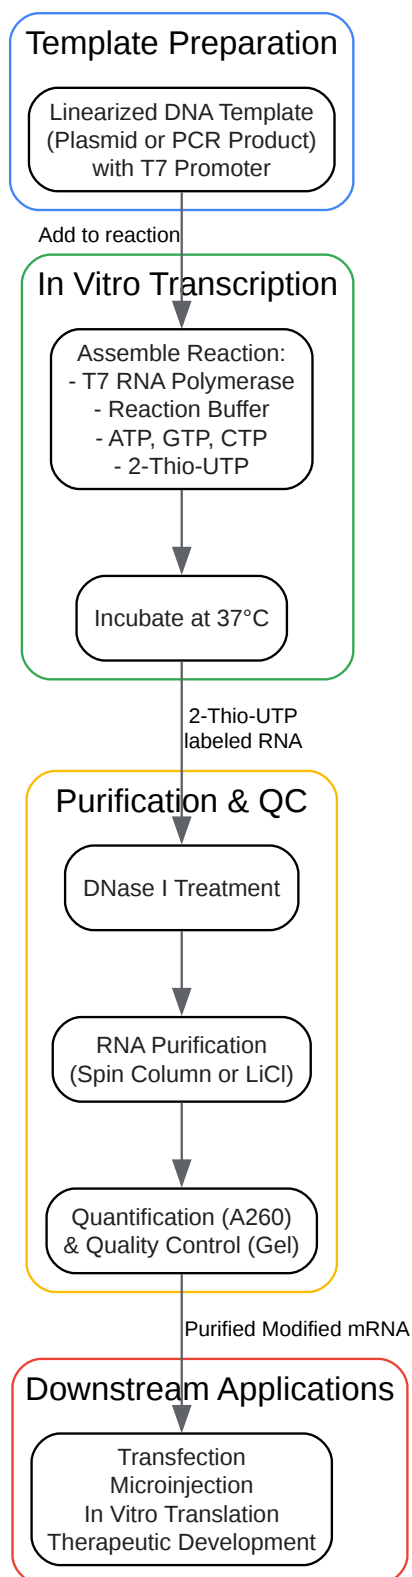 Template Preparation
Linearized DNA Template
(Plasmid or PCR Product)
with T7 Promoter
Add to reaction
In Vitro Transcription
Assemble Reaction:
- T7 RNA Polymerase
- Reaction Buffer
- ATP, GTP, CTP
- 2-Thio-UTP
Incubate at 37°C
2-Thio-UTP
labeled RNA
Purification & QC
DNase I Treatment
RNA Purification
(Spin Column or LiCl)
Quantification (A260)
& Quality Control (Gel)
Purified Modified mRNA
Downstream Applications
Transfection
Microinjection
In Vitro Translation
Therapeutic Development